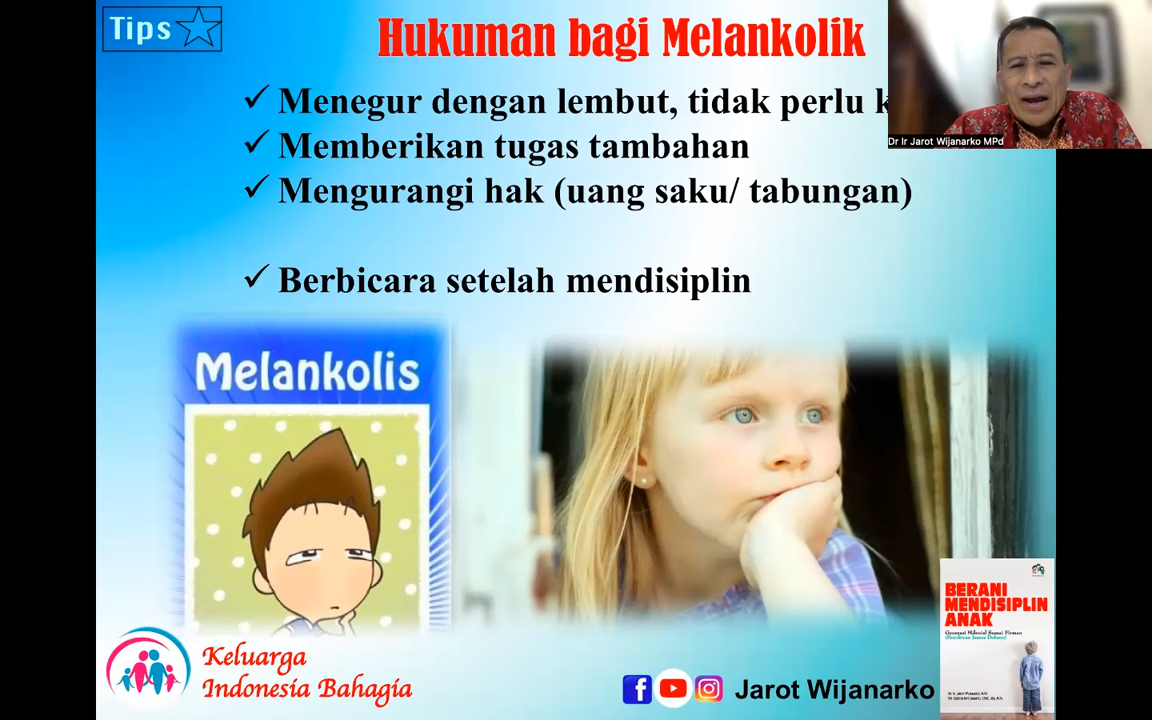 Tips
Hukuman bagi Melankolik
Menegur dengan lembut, tidak perlu
Memberikan tugas tambahan
Mengurangi hak (uang saku/ tabungan)
Berbicara setelah mendisiplin
Dr Ir Jarot Wijanarko MPd
Melankolis
BERANI
MENDISIPLIN
ANAK
Keluarga
Indonesia Bahagia
Jarot Wijanarko